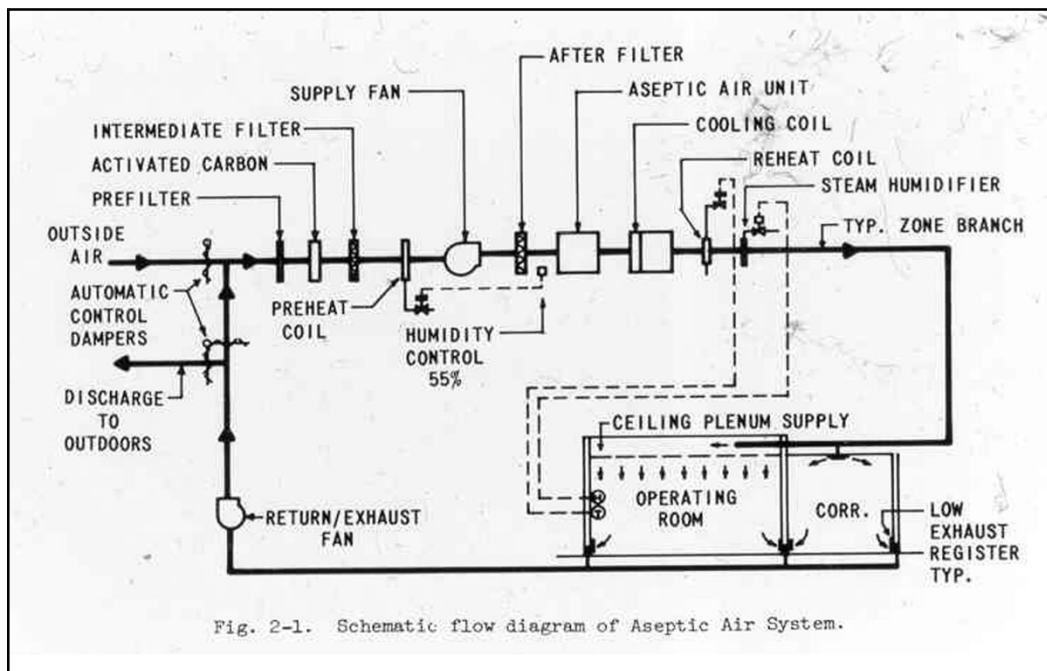 AFTER FILTER
SUPPLY FAN
ASEPTIC AIR UNIT
INTERMEDIATE FILTER
COOLING COIL
ACTIVATED CARBON
REHEAT COIL
PREFILTER
STEAM HUMIDIFIER
OUTSIDE
AIR
TYP. ZONE BRANCH
AUTOMATIC
CONTROL
DAMPERS
PREHEAT
COIL
HUMIDITY
CONTROL
55%
DISCHARGE
TO
OUTDOORS
CEILING PLENUM SUPPLY
H
T
OPERATING
ROOM
CORR.
LOW
EXHAUST
REGISTER
TYP.
RETURN/EXHAUST
FAN
Fig. 2-1. Schematic flow diagram of Aseptic Air System.